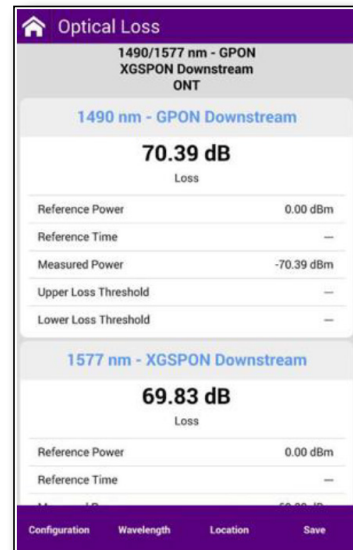 Optical Loss
1490/1577 nm - GPON
XGSPON Downstream
ONT
1490 nm - GPON Downstream
70.39 dB
Loss
Reference Power 0.00 dBm
Reference Time —
Measured Power -70.39 dBm
Upper Loss Threshold —
Lower Loss Threshold —
1577 nm - XGSPON Downstream
69.83 dB
Loss
Reference Power 0.00 dBm
Reference Time —
Configuration Wavelength Location Save